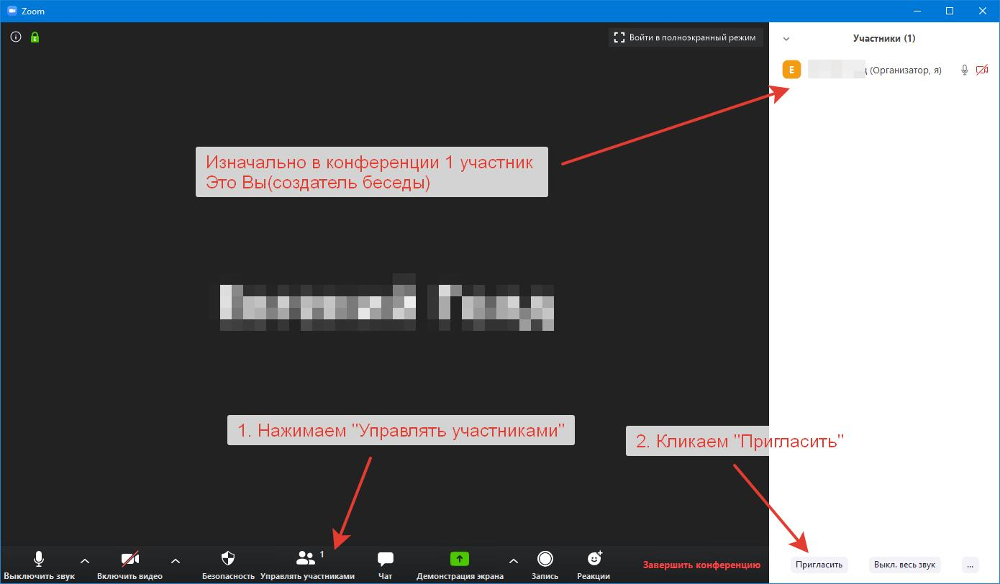 Zoom
Войти в полноэкранный режим
Участники (1)
E
(Организатор, я)
Изначально в конференции 1 участник
Это Вы(создатель беседы)
1. Нажимаем "Управлять участниками"
2. Кликаем "Пригласить"
1
Выключить звук
Включить видео
Безопасность
Управлять участниками
Чат
Демонстрация экрана
Запись
Реакции
Завершить конференцию
Пригласить
Выкл. весь звук
...